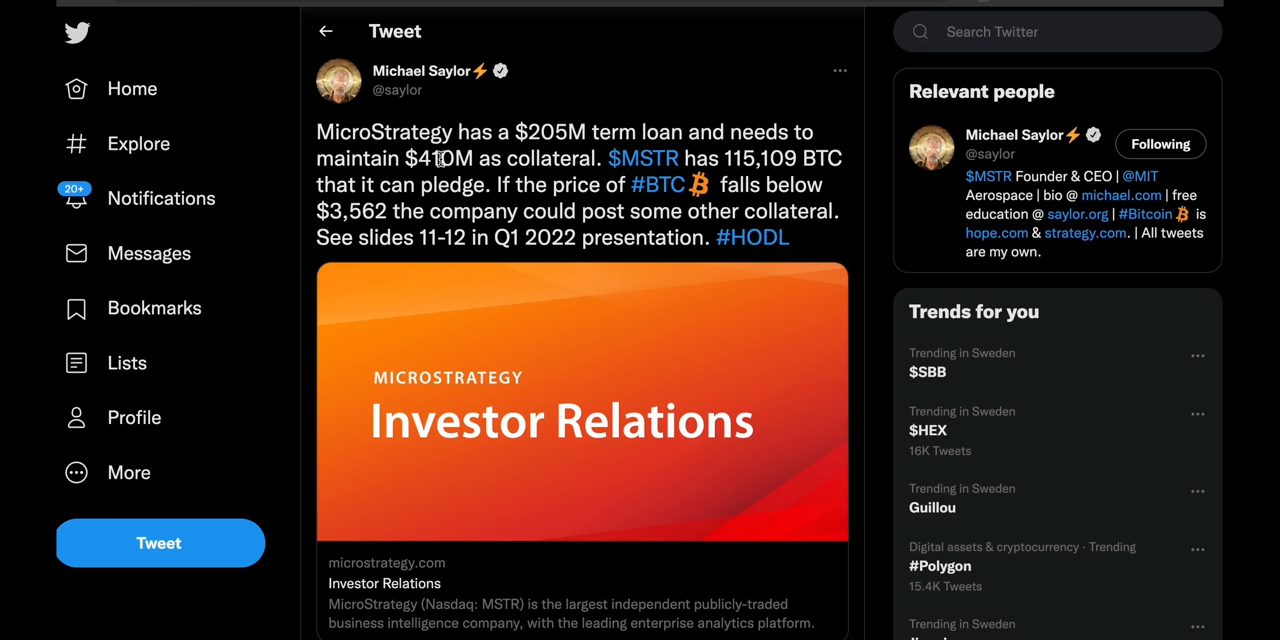 Tweet
Search Twitter
Home
Explore
20+
Notifications
Messages
Bookmarks
Lists
Profile
More
Tweet
Michael Saylor⚡
@saylor
MicroStrategy has a $205M term loan and needs to
maintain $410M as collateral. $MSTR has 115,109 BTC
that it can pledge. If the price of #BTC falls below
$3,562 the company could post some other collateral.
See slides 11-12 in Q1 2022 presentation. #HODL
MICROSTRATEGY
Investor Relations
microstrategy.com
Investor Relations
MicroStrategy (Nasdaq: MSTR) is the largest independent publicly-traded
business intelligence company, with the leading enterprise analytics platform.
Relevant people
Michael Saylor⚡
@saylor
Following
$MSTR Founder & CEO | @MIT
Aerospace | bio @ michael.com | free
education @ saylor.org | #Bitcoin is
hope.com & strategy.com. | All tweets
are my own.
Trends for you
Trending in Sweden
$SBB
Trending in Sweden
$HEX
16K Tweets
Trending in Sweden
Guillou
Digital assets & cryptocurrency · Trending
#Polygon
15.4K Tweets
Trending in Sweden